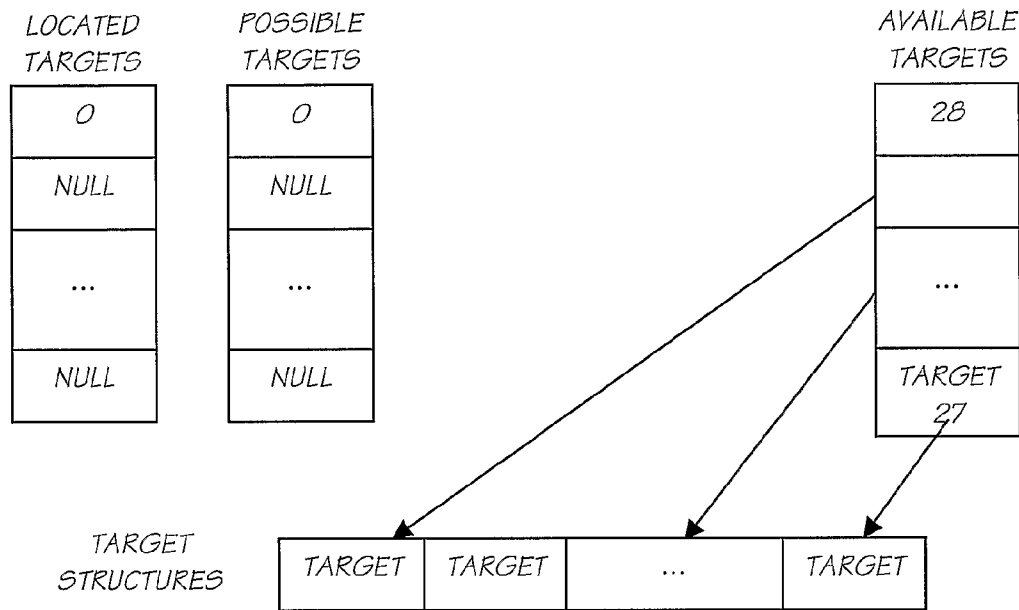 LOCATED
TARGETS
POSSIBLE
TARGETS
AVAILABLE
TARGETS
0
NULL
...
NULL
0
NULL
...
NULL
28
...
TARGET
27
TARGET
STRUCTURES
TARGET
TARGET
...
TARGET